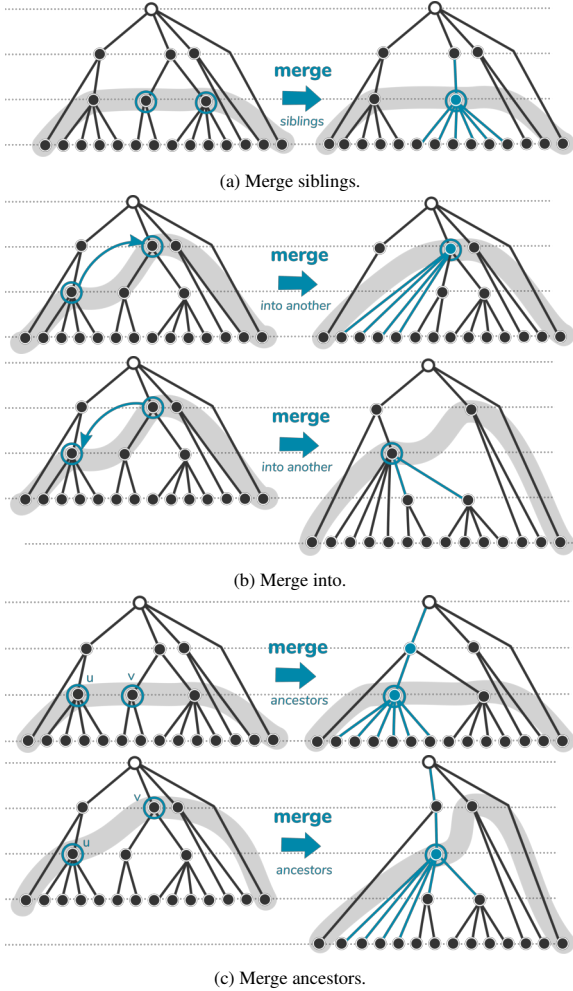 merge
siblings
(a) Merge siblings.
merge
into another
merge
into another
(b) Merge into.
u v
merge
ancestors
v
u
merge
ancestors
(c) Merge ancestors.